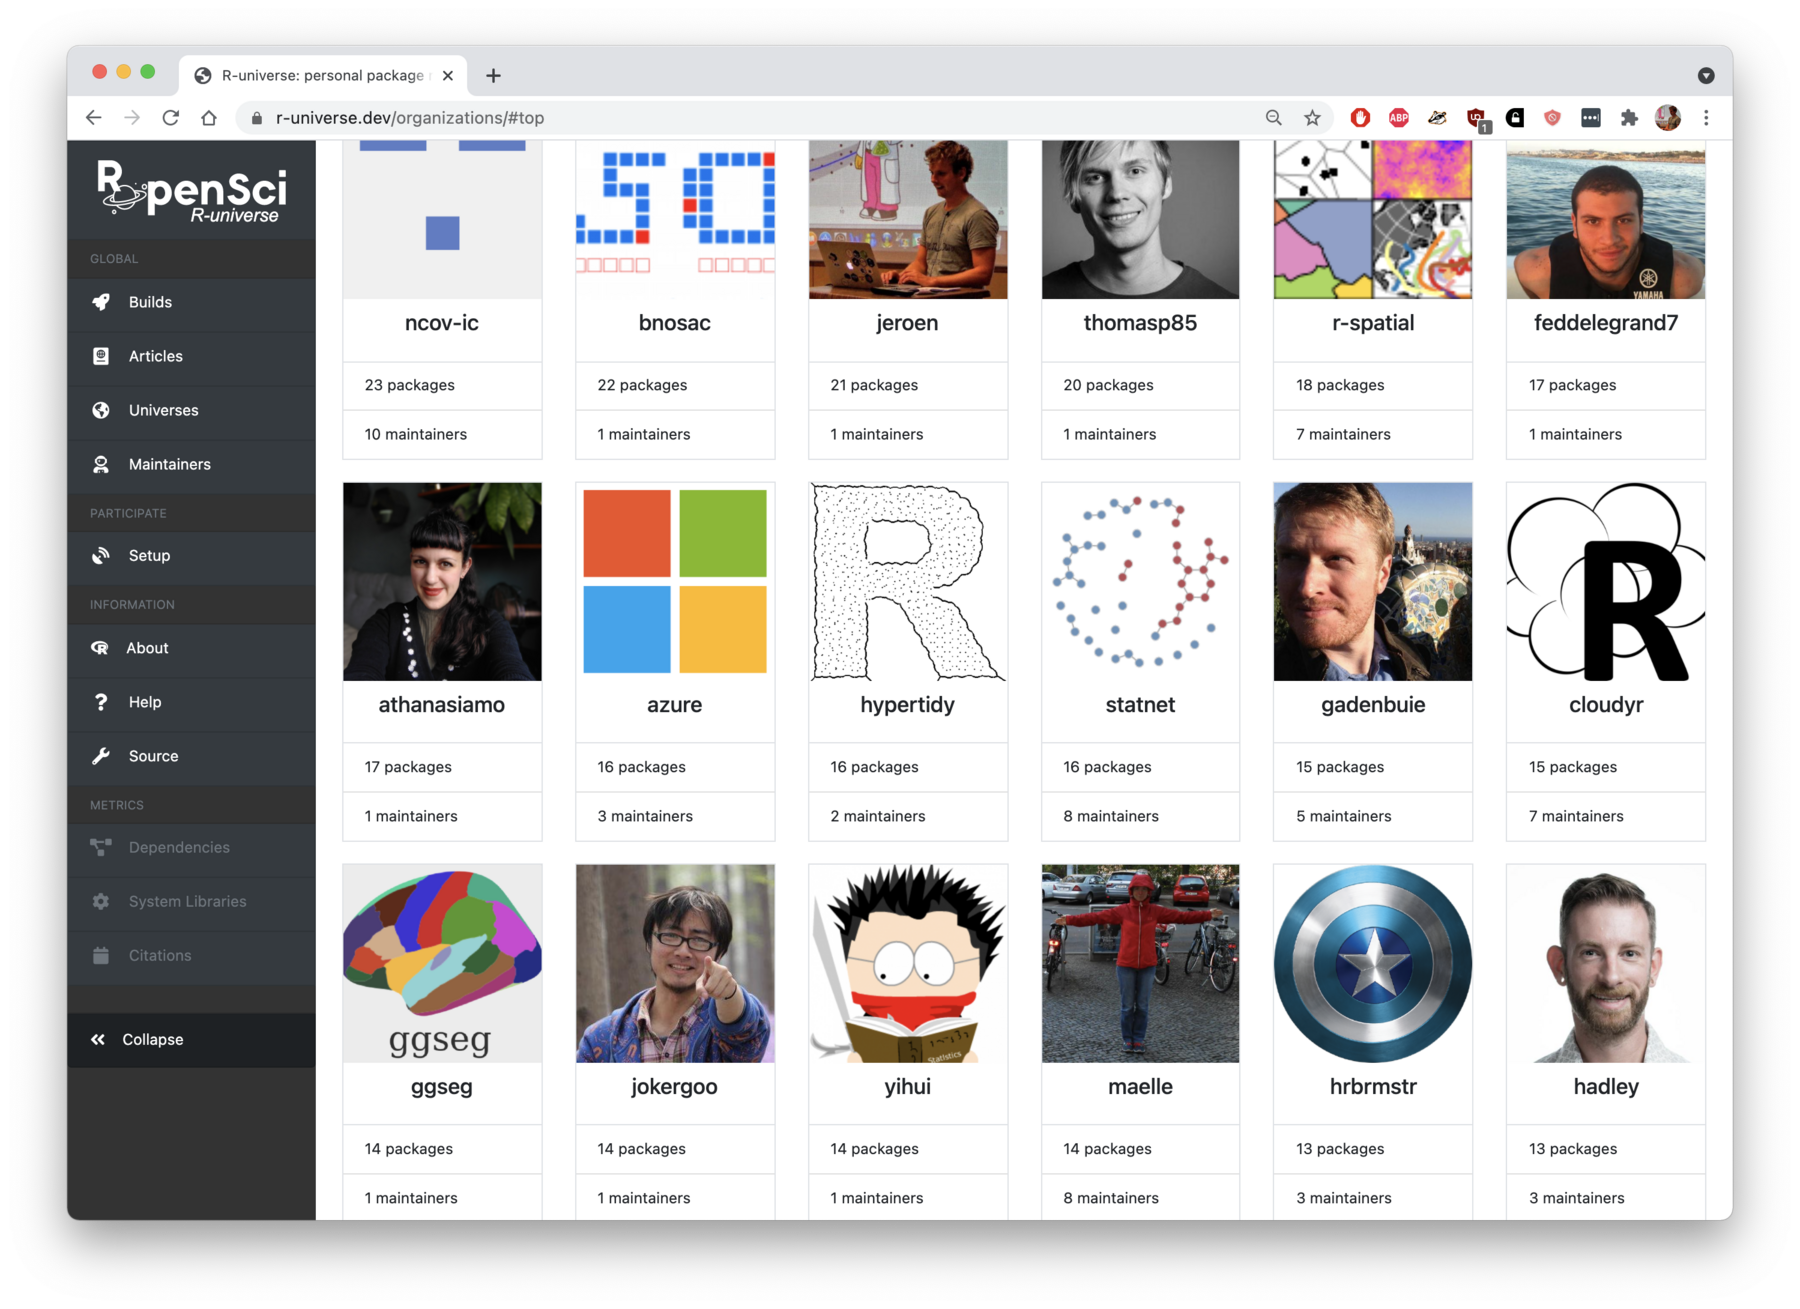 R-universe: personal package
r-universe.dev/organizations/#top
ABP
1
ROpenSci
R-universe
GLOBAL
Builds
Articles
Universes
Maintainers
PARTICIPATE
Setup
INFORMATION
About
Help
Source
METRICS
Dependencies
System Libraries
Citations
Collapse
YAMAHA
ncov-ic bnosac jeroen thomasp85 r-spatial feddelegrand7
23 packages 22 packages 21 packages 20 packages 18 packages 17 packages
10 maintainers 1 maintainers 1 maintainers 1 maintainers 7 maintainers 1 maintainers
R R
athanasiamo azure hypertidy statnet gadenbuie cloudyr
17 packages 16 packages 16 packages 16 packages 15 packages 15 packages
1 maintainers 3 maintainers 2 maintainers 8 maintainers 5 maintainers 7 maintainers
ggseg Statistics
ggseg jokergoo yihui maelle hrbrmstr hadley
14 packages 14 packages 14 packages 14 packages 13 packages 13 packages
1 maintainers 1 maintainers 1 maintainers 8 maintainers 3 maintainers 3 maintainers